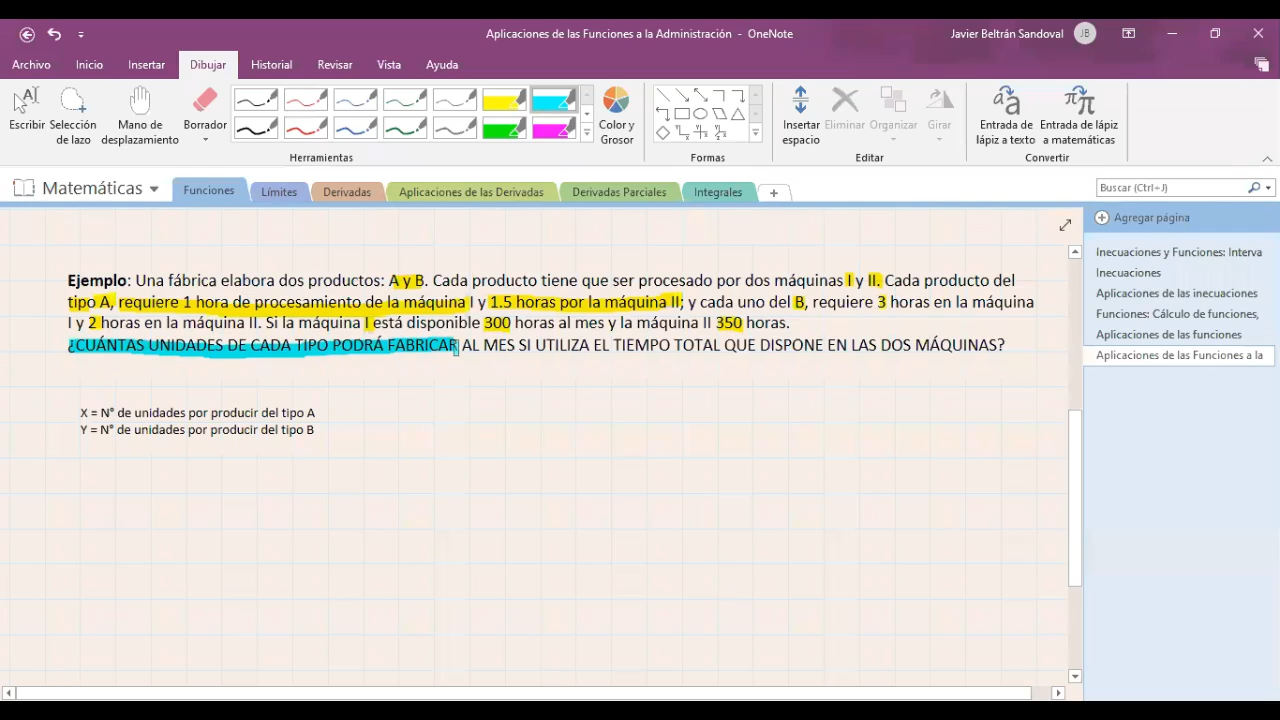 Aplicaciones de las Funciones a la Administración - OneNote
Javier Beltrán Sandoval
JB
Archivo Inicio Insertar Dibujar Historial Revisar Vista Ayuda
Escribir
Selección de lazo
Mano de desplazamiento
Borrador
Color y Grosor
Insertar espacio
Eliminar
Organizar
Girar
Entrada de lápiz a texto
Entrada de lápiz a matemáticas
Herramientas
Formas
Editar
Convertir
Matemáticas
Funciones Límites Derivadas Aplicaciones de las Derivadas Derivadas Parciales Integrales
Buscar (Ctrl+J)
Agregar página
Inecuaciones y Funciones: Interva
Inecuaciones
Aplicaciones de las inecuaciones
Funciones: Cálculo de funciones,
Aplicaciones de las funciones
Aplicaciones de las Funciones a la
Ejemplo: Una fábrica elabora dos productos: A y B. Cada producto tiene que ser procesado por dos máquinas I y II. Cada producto del
tipo A, requiere 1 hora de procesamiento de la máquina I y 1.5 horas por la máquina II; y cada uno del B, requiere 3 horas en la máquina
I y 2 horas en la máquina II. Si la máquina I está disponible 300 horas al mes y la máquina II 350 horas.
¿CUÁNTAS UNIDADES DE CADA TIPO PODRÁ FABRICAR AL MES SI UTILIZA EL TIEMPO TOTAL QUE DISPONE EN LAS DOS MÁQUINAS?
X = N° de unidades por producir del tipo A
Y = N° de unidades por producir del tipo B